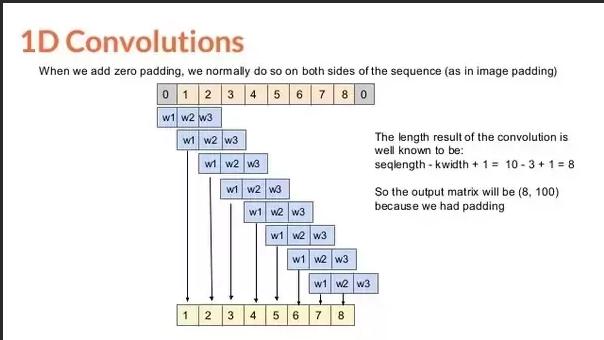 1D Convolutions
When we add zero padding, we normally do so on both sides of the sequence (as in image padding)
0 1 2 3 4 5 6 7 8 0
w1 w2 w3
w1 w2 w3
w1 w2 w3
w1 w2 w3
w1 w2 w3
w1 w2 w3
w1 w2 w3
w1 w2 w3
The length result of the convolution is
well known to be:
seqlength - kwidth + 1 = 10 - 3 + 1 = 8
So the output matrix will be (8, 100)
because we had padding
1 2 3 4 5 6 7 8